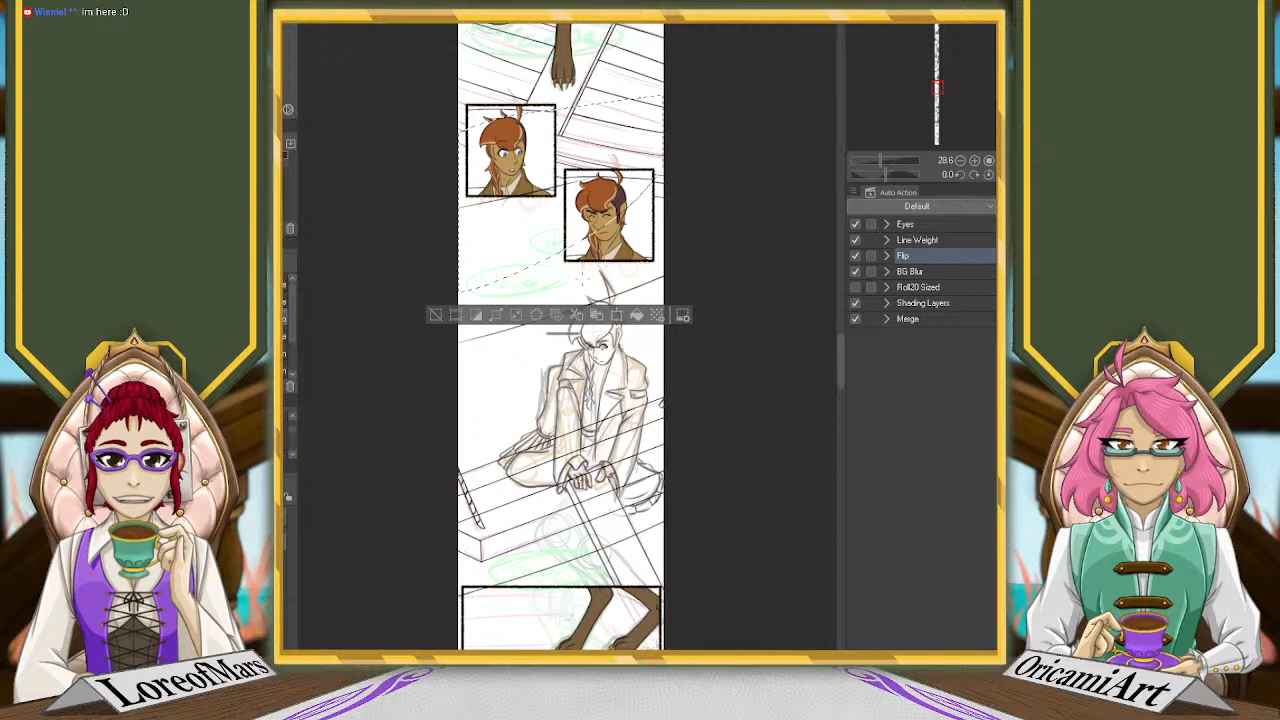 Winnie! ^^ im here :D
28.6
0.0
Auto Action
Default
Eyes
Line Weight
Flip
BG Blur
Roll20 Sized
Shading Layers
Merge
LoreofMars
OricamiArt